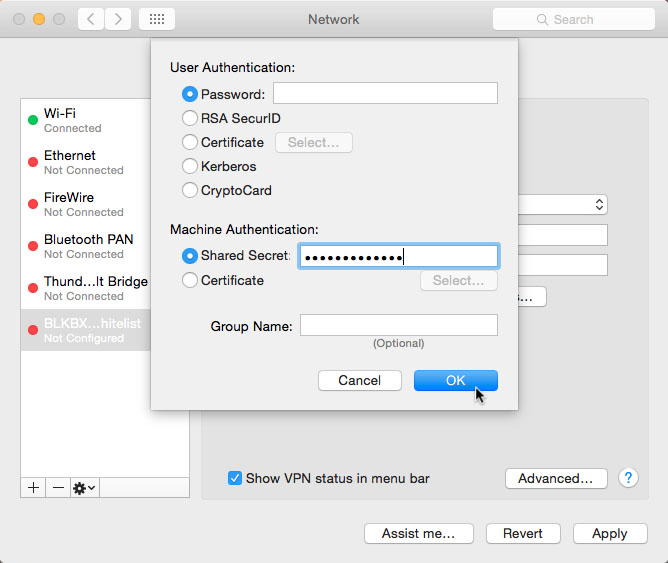 Network
Search
User Authentication:
Password:
RSA SecurID
Certificate Select...
Kerberos
CryptoCard
Machine Authentication:
Shared Secret: •••••••••••••
Certificate Select...
Group Name:
(Optional)
Cancel OK
Wi-Fi
Connected
Ethernet
Not Connected
FireWire
Not Connected
Bluetooth PAN
Not Connected
Thund...lt Bridge
Not Connected
BLKBX...hitelist
Not Configured
s...
Show VPN status in menu bar
Advanced...
?
Assist me... Revert Apply